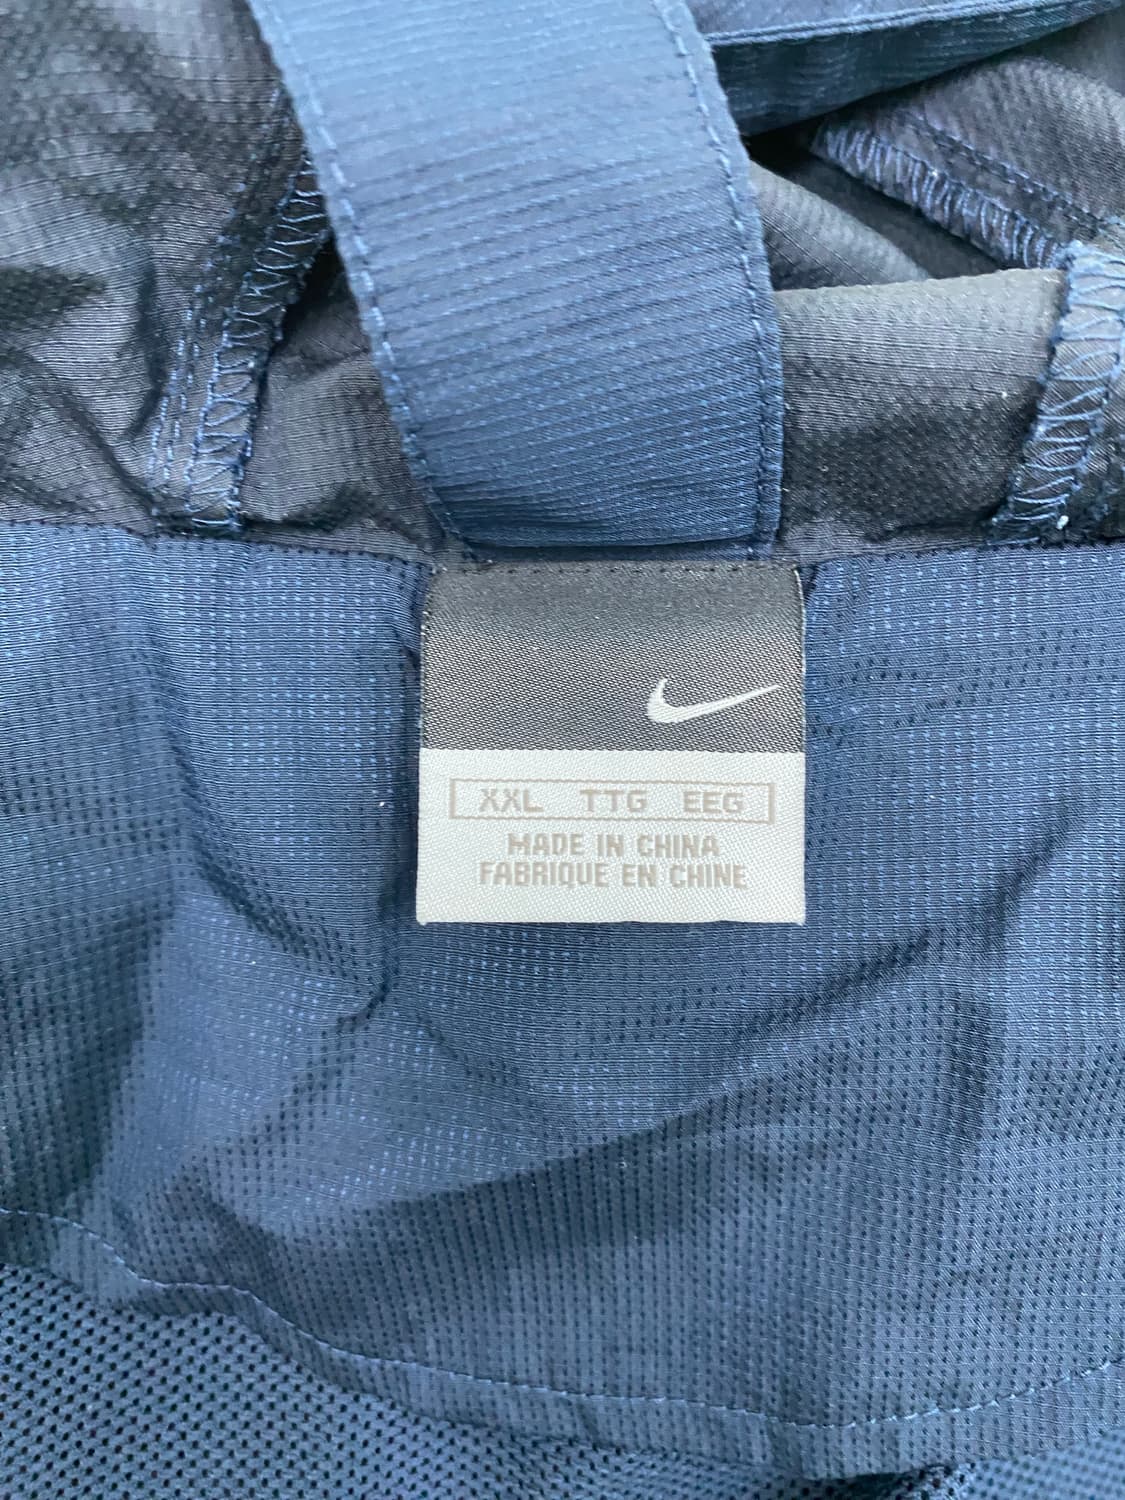 XXL TTG EEG
MADE IN CHINA
FABRIQUE EN CHINE